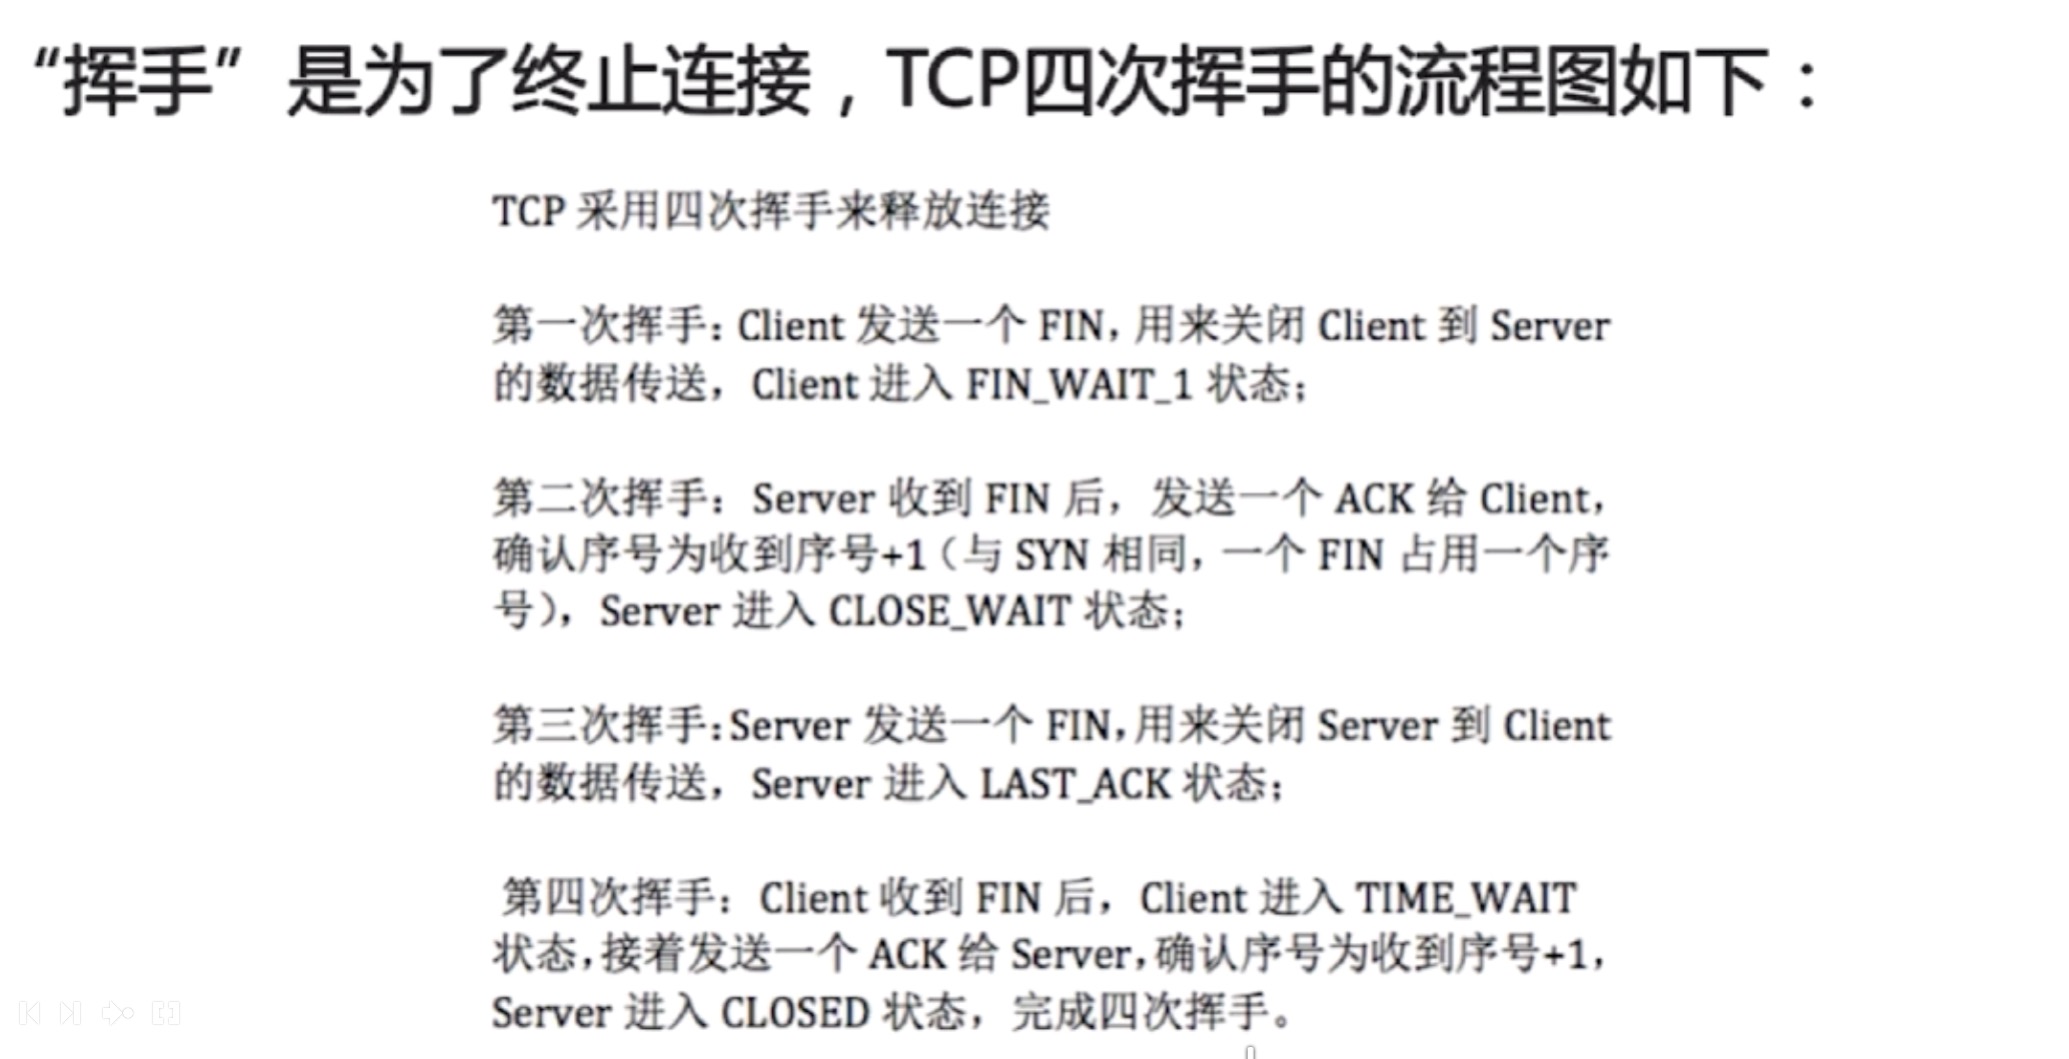 “挥手”是为了终止连接，TCP四次挥手的流程图如下：
TCP 采用四次挥手来释放连接
第一次挥手：Client 发送一个 FIN，用来关闭 Client 到 Server
的数据传送，Client 进入 FIN_WAIT_1 状态；
第二次挥手：Server 收到 FIN 后，发送一个 ACK 给 Client，
确认序号为收到序号+1（与 SYN 相同，一个 FIN 占用一个序
号），Server 进入 CLOSE_WAIT 状态；
第三次挥手：Server 发送一个 FIN，用来关闭 Server 到 Client
的数据传送，Server 进入 LAST_ACK 状态；
第四次挥手：Client 收到 FIN 后，Client 进入 TIME_WAIT
状态，接着发送一个 ACK 给 Server，确认序号为收到序号+1，
Server 进入 CLOSED 状态，完成四次挥手。